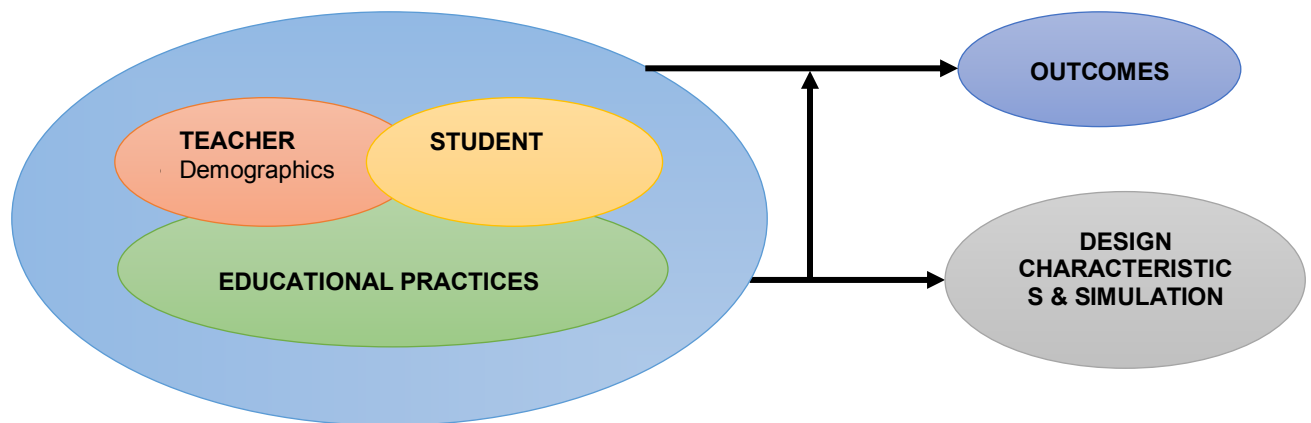 OUTCOMES
TEACHER
Demographics
STUDENT
EDUCATIONAL PRACTICES
DESIGN
CHARACTERISTIC
S & SIMULATION